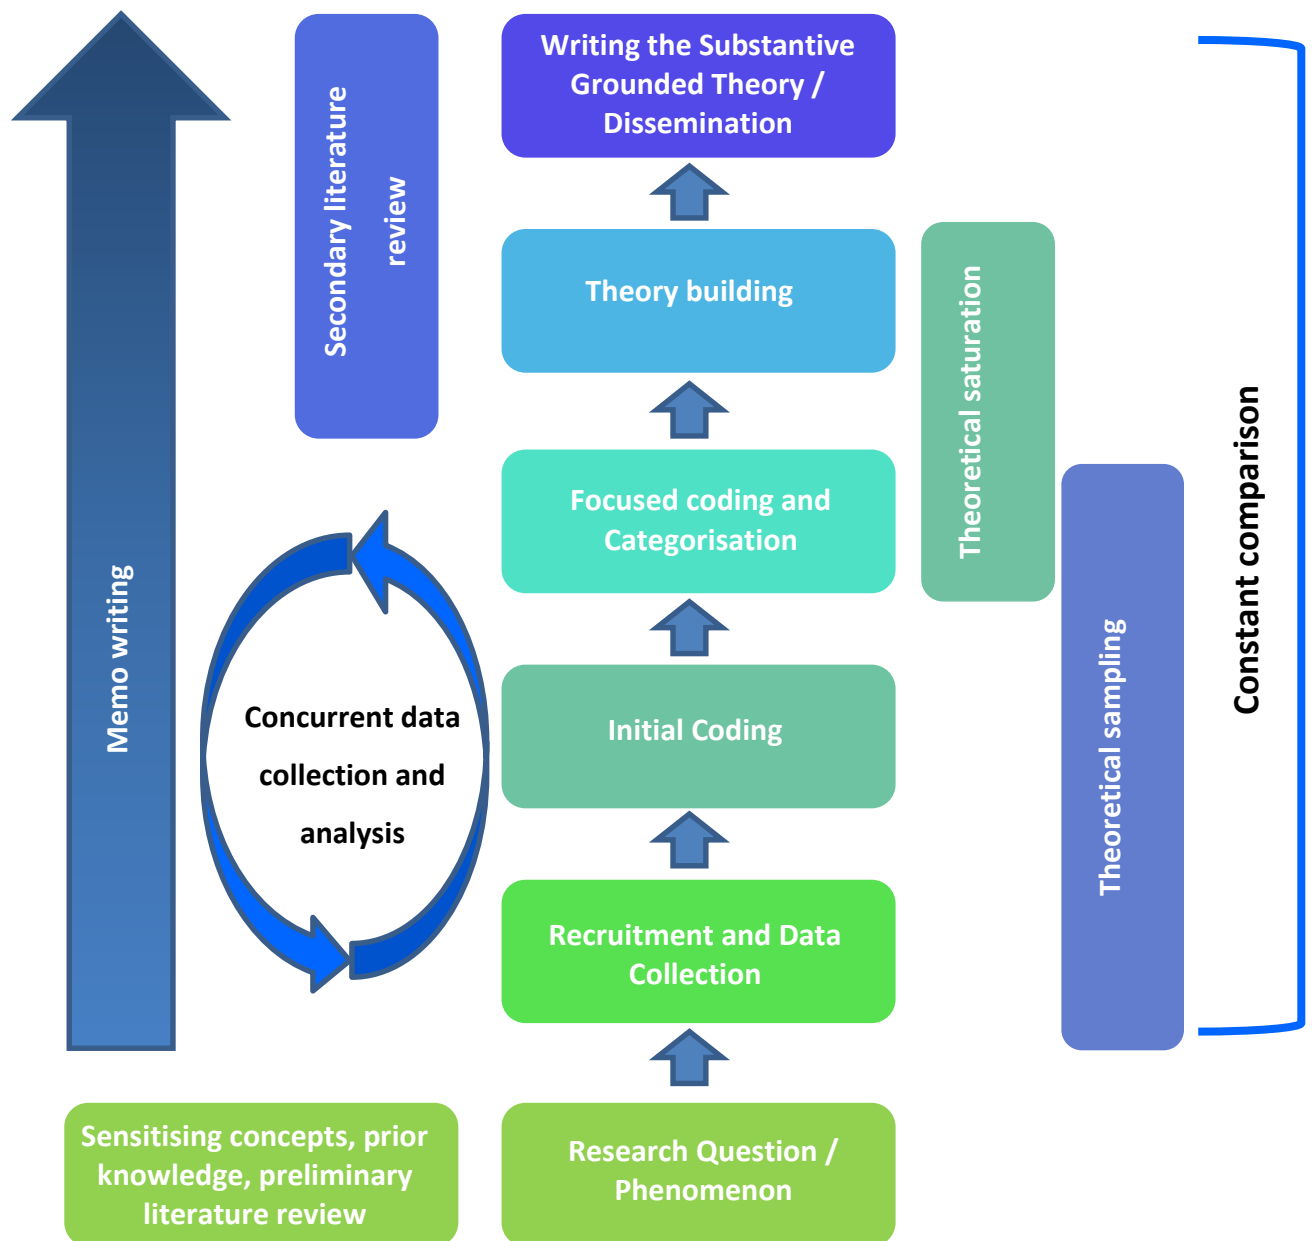 Writing the Substantive
Grounded Theory /
Dissemination
Secondary literature
review
Theory building
Theoretical saturation
Constant comparison
Focused coding and
Categorisation
Memo writing
Concurrent data
collection and
analysis
Initial Coding
Theoretical sampling
Recruitment and Data
Collection
Sensitising concepts, prior
knowledge, preliminary
literature review
Research Question /
Phenomenon